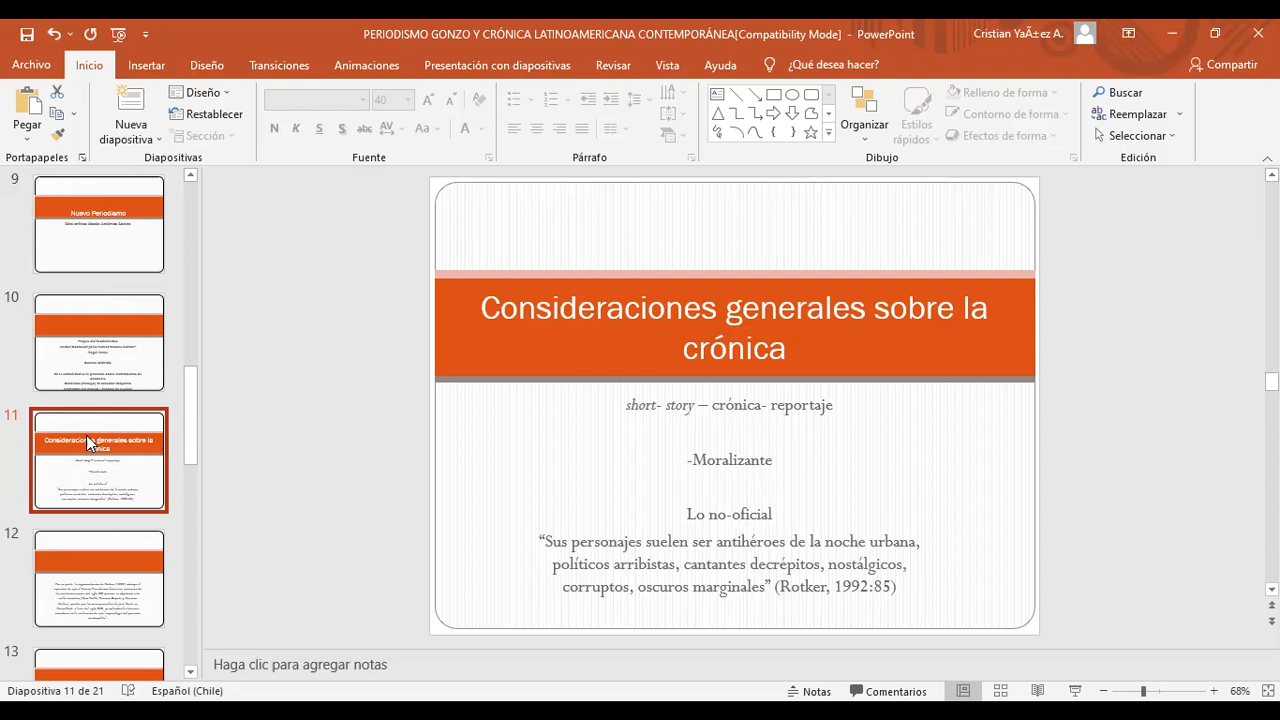 PERIODISMO GONZO Y CRÓNICA LATINOAMERICANA CONTEMPORÁNEA[Compatibility Mode] - PowerPoint
Cristian YaÃ±ez A.
Archivo Inicio Insertar Diseño Transiciones Animaciones Presentación con diapositivas Revisar Vista Ayuda ¿Qué desea hacer? Compartir
Pegar
Nueva diapositiva
Diseño
Restablecer
Sección
40
N K S S abc AV Aa A
Organizar
Estilos rápidos
Relleno de forma
Contorno de forma
Efectos de forma
Buscar
Reemplazar
Seleccionar
Portapapeles Diapositivas Fuente Párrafo Dibujo Edición
9
Nuevo Periodismo
10
11
Consideraciones generales sobre la
crónica
12
13
Consideraciones generales sobre la
crónica
short- story – crónica- reportaje
-Moralizante
Lo no-oficial
“Sus personajes suelen ser antihéroes de la noche urbana,
políticos arribistas, cantantes decrépitos, nostálgicos,
corruptos, oscuros marginales” (Rotker, 1992:85)
Haga clic para agregar notas
Diapositiva 11 de 21 Español (Chile) Notas Comentarios 68%